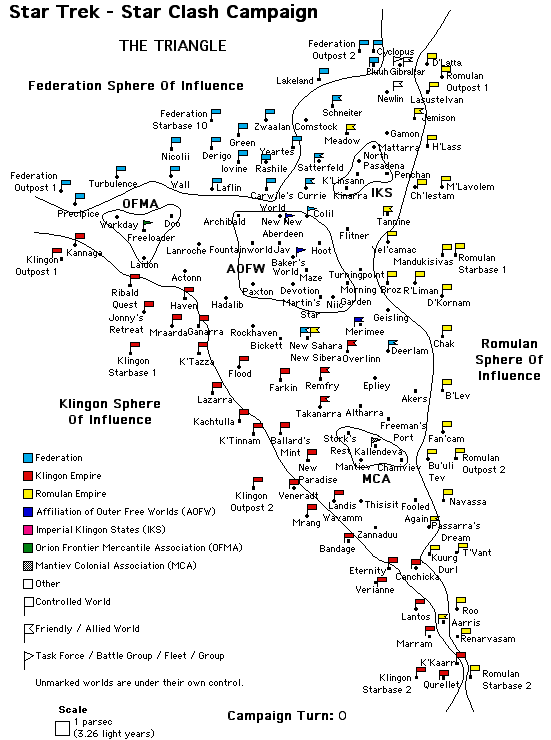 Star Trek - Star Clash Campaign
THE TRIANGLE
Federation Sphere Of Influence
Federation
Outpost 2
Cyclopus
Pluuh Gibraltar
D'Latta
Romulan
Outpost 1
Lakeland
Newlin
Lasustelvan
Schneiter
Jemison
Federation
Starbase 10
Zwaalan
Comstock
Green
Meadow
Gamon
H'Lass
Mattarra
Nicolii
Derigo
Yeartes
North
Pasadena
Iovine
Rashile
Satterfeld
Penchan
Federation
Outpost 1
Turbulence
Wall
Laflin
K'Linsann
Kinarra
IKS
Ch'lestam
M'Lavolem
Carwyle's
World
Currie
Precipice
OFMA
Workday
Doo
Freeloader
Archibald
New
Aberdeen
New
Colil
Tannine
Flitner
Yel'camac
Kannaga
Klingon
Outpost 1
Laidon
Lanroche
Fountainworld
Jav
Hoot
Baker's
World
Mandukisivas
Romulan
Starbase 1
AOFW
Actonn
Maze
Turningpoint
Ribald
Quest
Haven
Hadalib
Paxton
Devotion
Morning
Garden
Broz
R'Liman
D'Kornam
Martin's
Star
Niic
Jonny's
Retreat
Mraarda
Ganarra
Rockhaven
Merimee
Geisling
Chak
Klingon
Starbase 1
K'Tazza
Bickett
New Sahara
New Sibera
Overlinn
Deerlam
Romulan
Sphere Of
Influence
Flood
Farkin
Remfry
Epliey
Akers
B'Lev
Klingon Sphere
Of Influence
Lazarra
Kachtulla
Takanarra
Altharra
Freeman's
Port
K'Tinnam
Ballard's
Mint
Stork's
Rest
Kallendeva
Fan'cam
New
Paradise
Mantiev
Chamviev
MCA
Bu'uli
Tev
Romulan
Outpost 2
Klingon
Outpost 2
Veneradt
Landis
Thisisit
Fooled
Again
Navassa
Mrang
Wavamm
Zannaduu
Passarra's
Dream
Bandage
Kuurg
T'Vant
Eternity
Canchicka
Durl
Verianne
Lantos
Roo
Aarris
Marram
Renarvasam
K'Kaarr
Klingon
Starbase 2
Qurellet
Romulan
Starbase 2
Federation
Klingon Empire
Romulan Empire
Affiliation of Outer Free Worlds (AOFW)
Imperial Klingon States (IKS)
Orion Frontier Mercantile Association (OFMA)
Mantiev Colonial Association (MCA)
Other
Controlled World
Friendly / Allied World
Task Force / Battle Group / Fleet / Group
Unmarked worlds are under their own control.
Scale
1 parsec
(3.26 light years)
Campaign Turn: 0